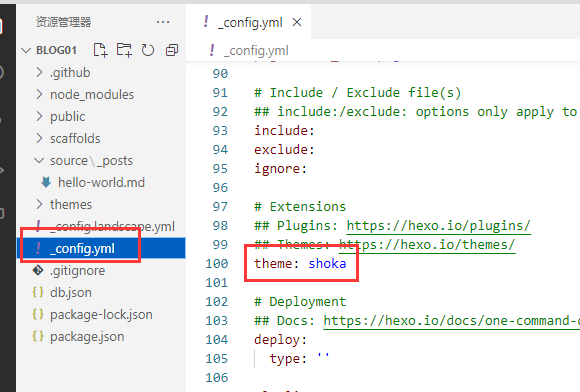 资源管理器
BLOG01
.github
node_modules
public
scaffolds
source\_posts
hello-world.md
themes
_config.landscape.yml
_config.yml
.gitignore
db.json
package-lock.json
package.json
_config.yml
_config.yml
90
91 # Include / Exclude file(s)
92 ## include:/exclude: options only apply to
93 include:
94 exclude:
95 ignore:
96
97 # Extensions
98 ## Plugins: https://hexo.io/plugins/
99 ## Themes: https://hexo.io/themes/
100 theme: shoka
101
102 # Deployment
103 ## Docs: https://hexo.io/docs/one-command-
104 deploy:
105 type: ''
106